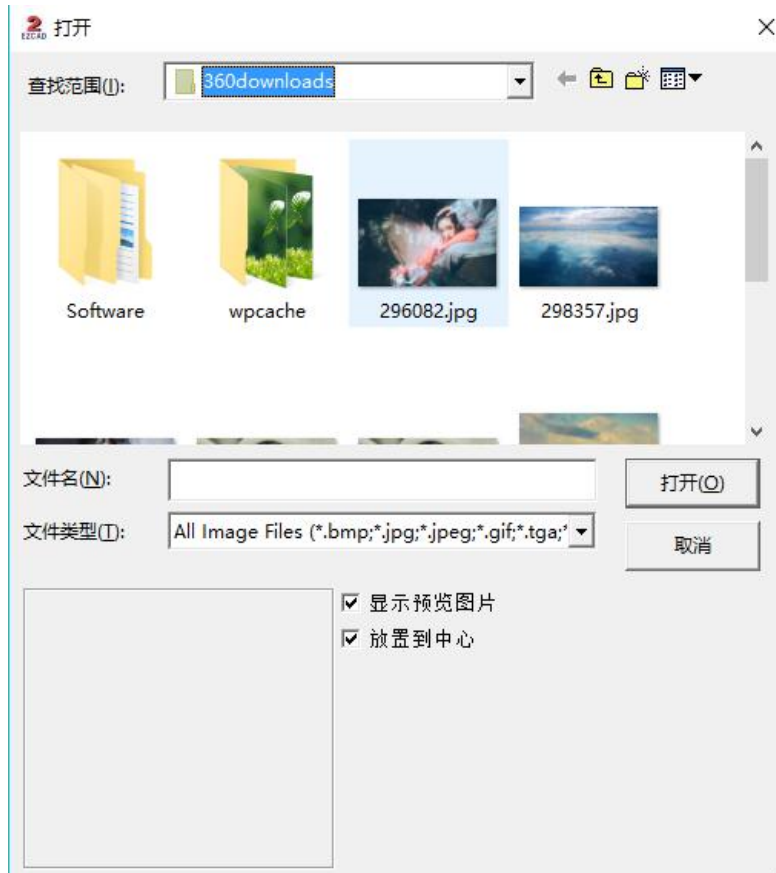 2
EZCAD
打开
查找范围(I):
360downloads
Software
wpcache
296082.jpg
298357.jpg
文件名(N):
打开(O)
文件类型(T):
All Image Files (*.bmp;*.jpg;*.jpeg;*.gif;*.tga;*
取消
显示预览图片
放置到中心